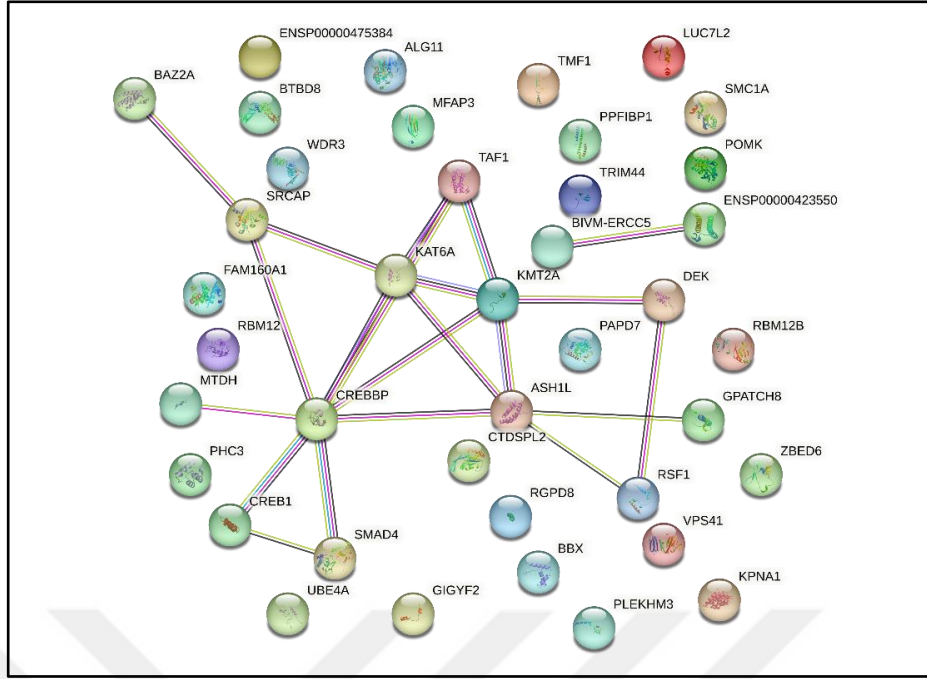 ENSP00000475384
LUC7L2
ALG11
TMF1
BAZ2A
BTBD8
MFAP3
SMC1A
PPFIBP1
WDR3
TAF1
POMK
TRIM44
SRCAP
ENSP00000423550
BIVM-ERCC5
KAT6A
FAM160A1
KMT2A
DEK
RBM12
PAPD7
RBM12B
MTDH
CREBBP
ASH1L
GPATCH8
CTDSPL2
PHC3
RSF1
ZBED6
CREB1
RGPD8
SMAD4
VPS41
BBX
UBE4A
GIGYF2
KPNA1
PLEKHM3